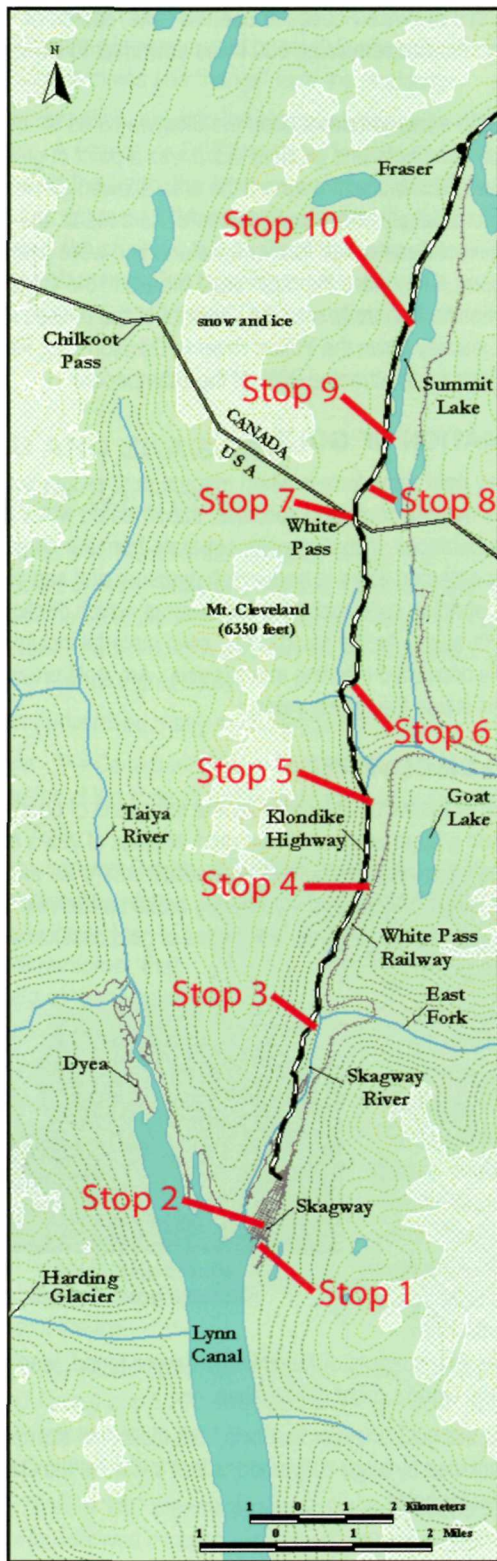 N
Fraser
Stop 10
snow and ice
Chilkoot
Pass
Summit
Lake
Stop 9
CANADA
USA
Stop 7
Stop 8
White
Pass
Mt. Cleveland
(6350 feet)
Stop 6
Stop 5
Goat
Lake
Taiya
River
Klondike
Highway
Stop 4
White Pass
Railway
Stop 3
East
Fork
Dyea
Skagway
River
Stop 2
Skagway
Harding
Glacier
Stop 1
Lynn
Canal
1 0 1 2 Kilometers
1 0 1 2 Miles